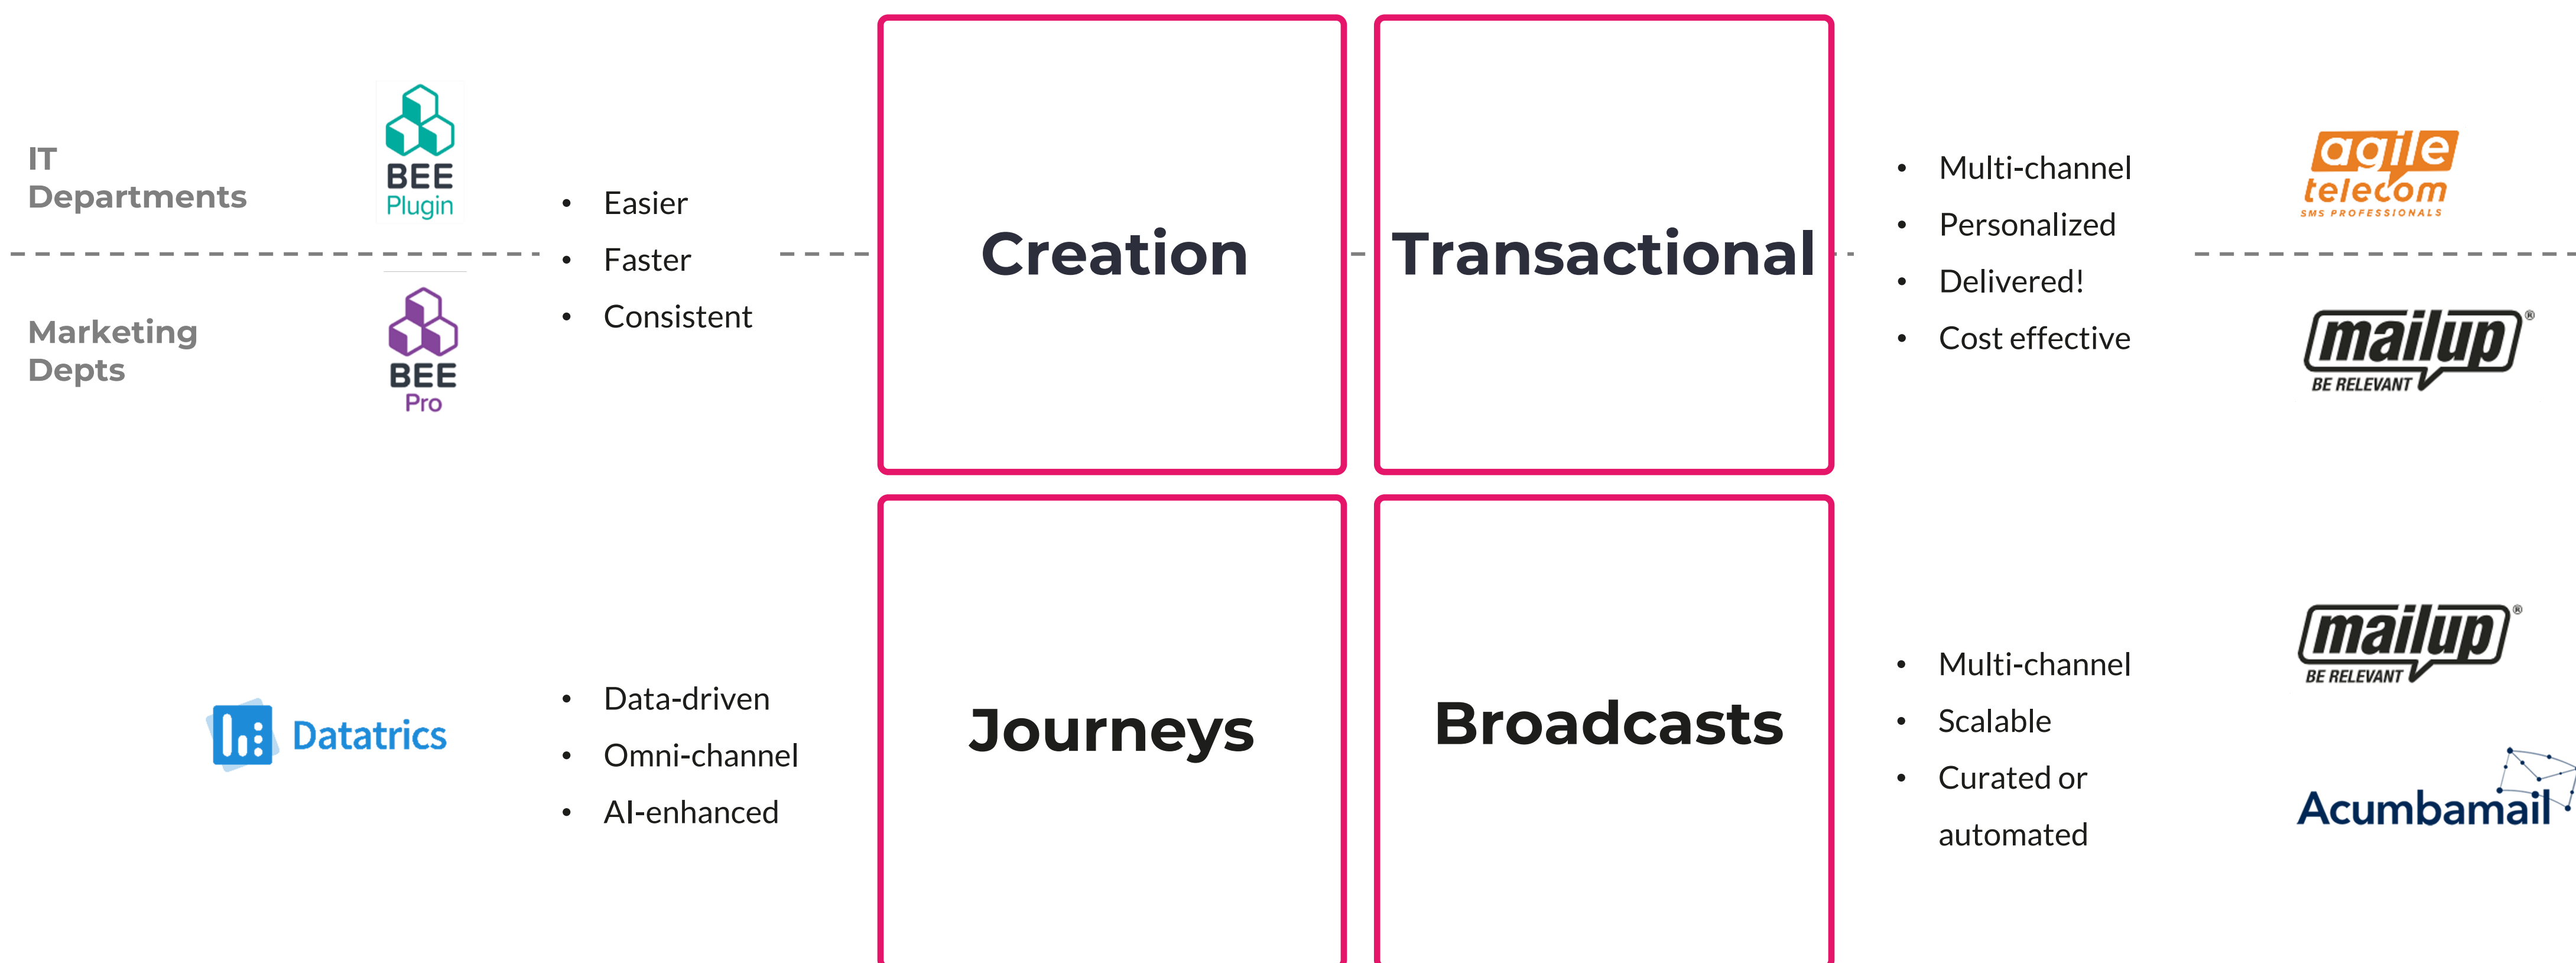 IT
Departments
BEE
Plugin
• Easier
• Faster
• Consistent
Marketing
Depts
BEE
Pro
Creation
Transactional
• Multi-channel
• Personalized
• Delivered!
• Cost effective
agile
telecom
SMS PROFESSIONALS
mailup®
BE RELEVANT
Datatrics
• Data-driven
• Omni-channel
• AI-enhanced
Journeys
Broadcasts
• Multi-channel
• Scalable
• Curated or
automated
mailup®
BE RELEVANT
Acumbamail